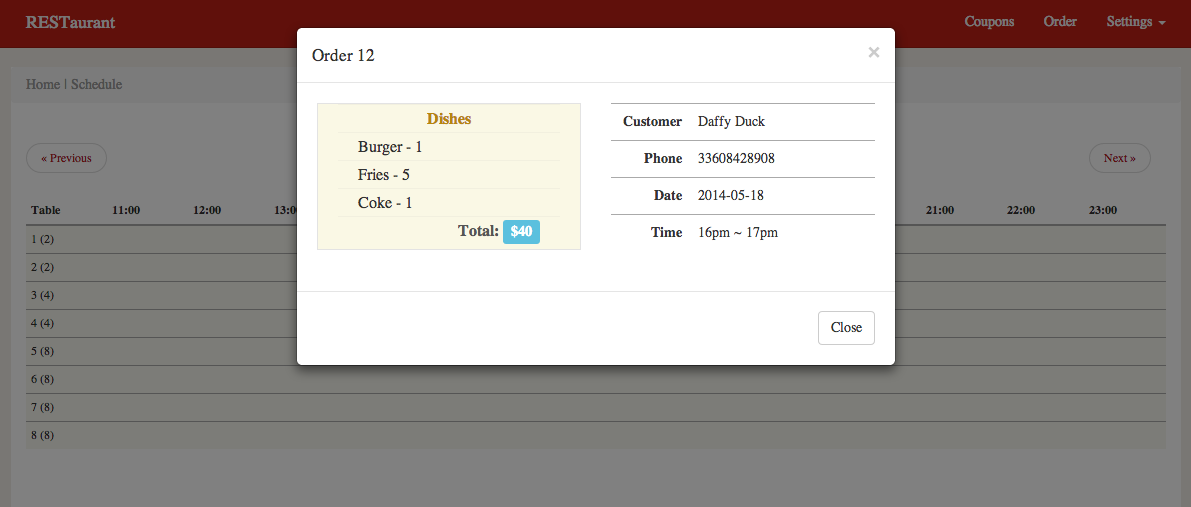 RESTaurant
Coupons Order Settings
Order 12
×
Home | Schedule
Dishes
Burger - 1
Fries - 5
Coke - 1
Total: $40
Customer Daffy Duck
Phone 33608428908
Date 2014-05-18
Time 16pm ~ 17pm
« Previous
Next »
Table 11:00 12:00 13:0 21:00 22:00 23:00
1 (2)
2 (2)
3 (4)
4 (4)
5 (8)
6 (8)
7 (8)
8 (8)
Close